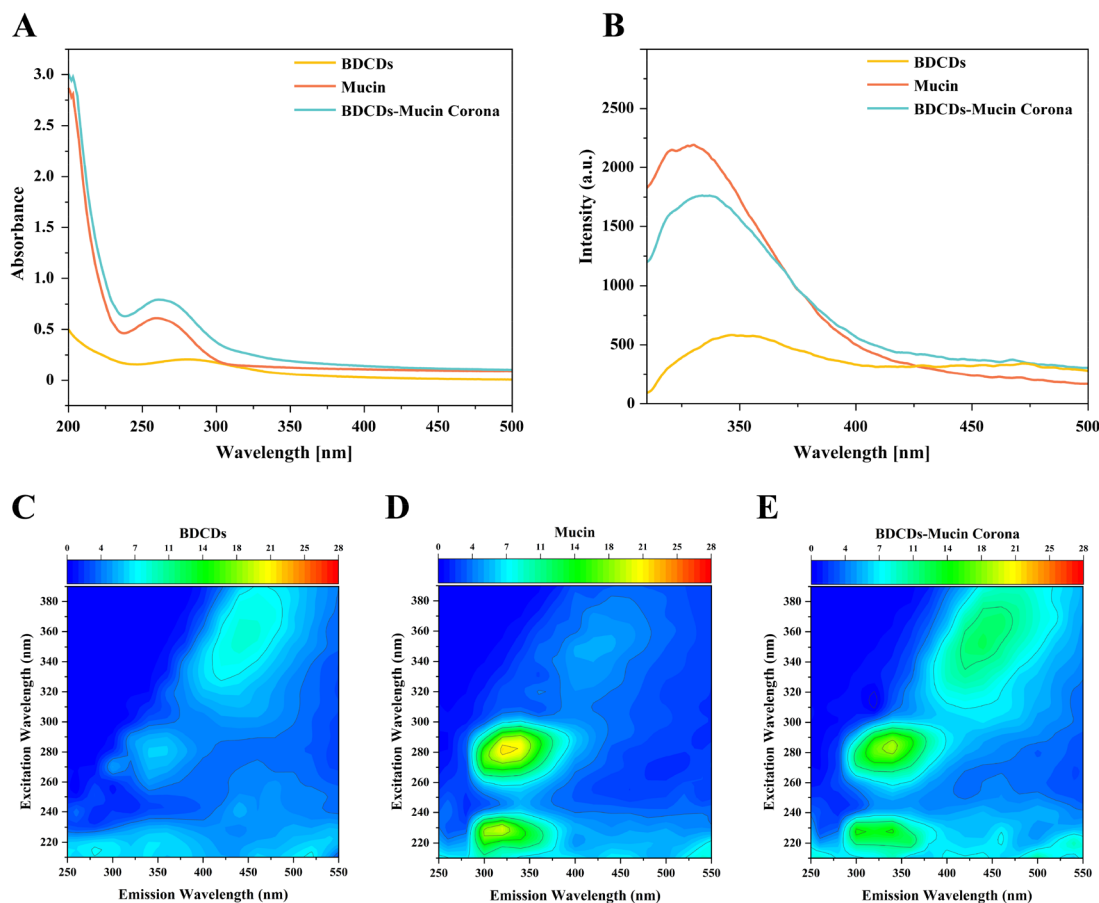 A
BDCDs
Mucin
BDCDs-Mucin Corona
3.0
2.5
2.0
1.5
1.0
0.5
0
Absorbance
200 250 300 350 400 450 500
Wavelength [nm]
B
BDCDs
Mucin
BDCDs-Mucin Corona
2500
2250
1750
1500
1250
1000
500
250
0
Intensity (a.u.)
350 400 450 500
Wavelength [nm]
C
BDCDs
0 4 7 11 14 18 21 25 28
380
360
340
320
300
280
260
240
220
Excitation Wavelength (nm)
250 300 350 400 450 500 550
Emission Wavelength (nm)
D
Mucin
0 4 7 11 14 18 21 25 28
380
360
340
320
300
280
260
240
220
Excitation Wavelength (nm)
250 300 350 400 450 500 550
Emission Wavelength (nm)
E
BDCDs-Mucin Corona
0 4 7 11 14 18 21 25 28
380
360
340
320
300
280
260
240
220
Excitation Wavelength (nm)
250 300 350 400 450 500 550
Emission Wavelength (nm)